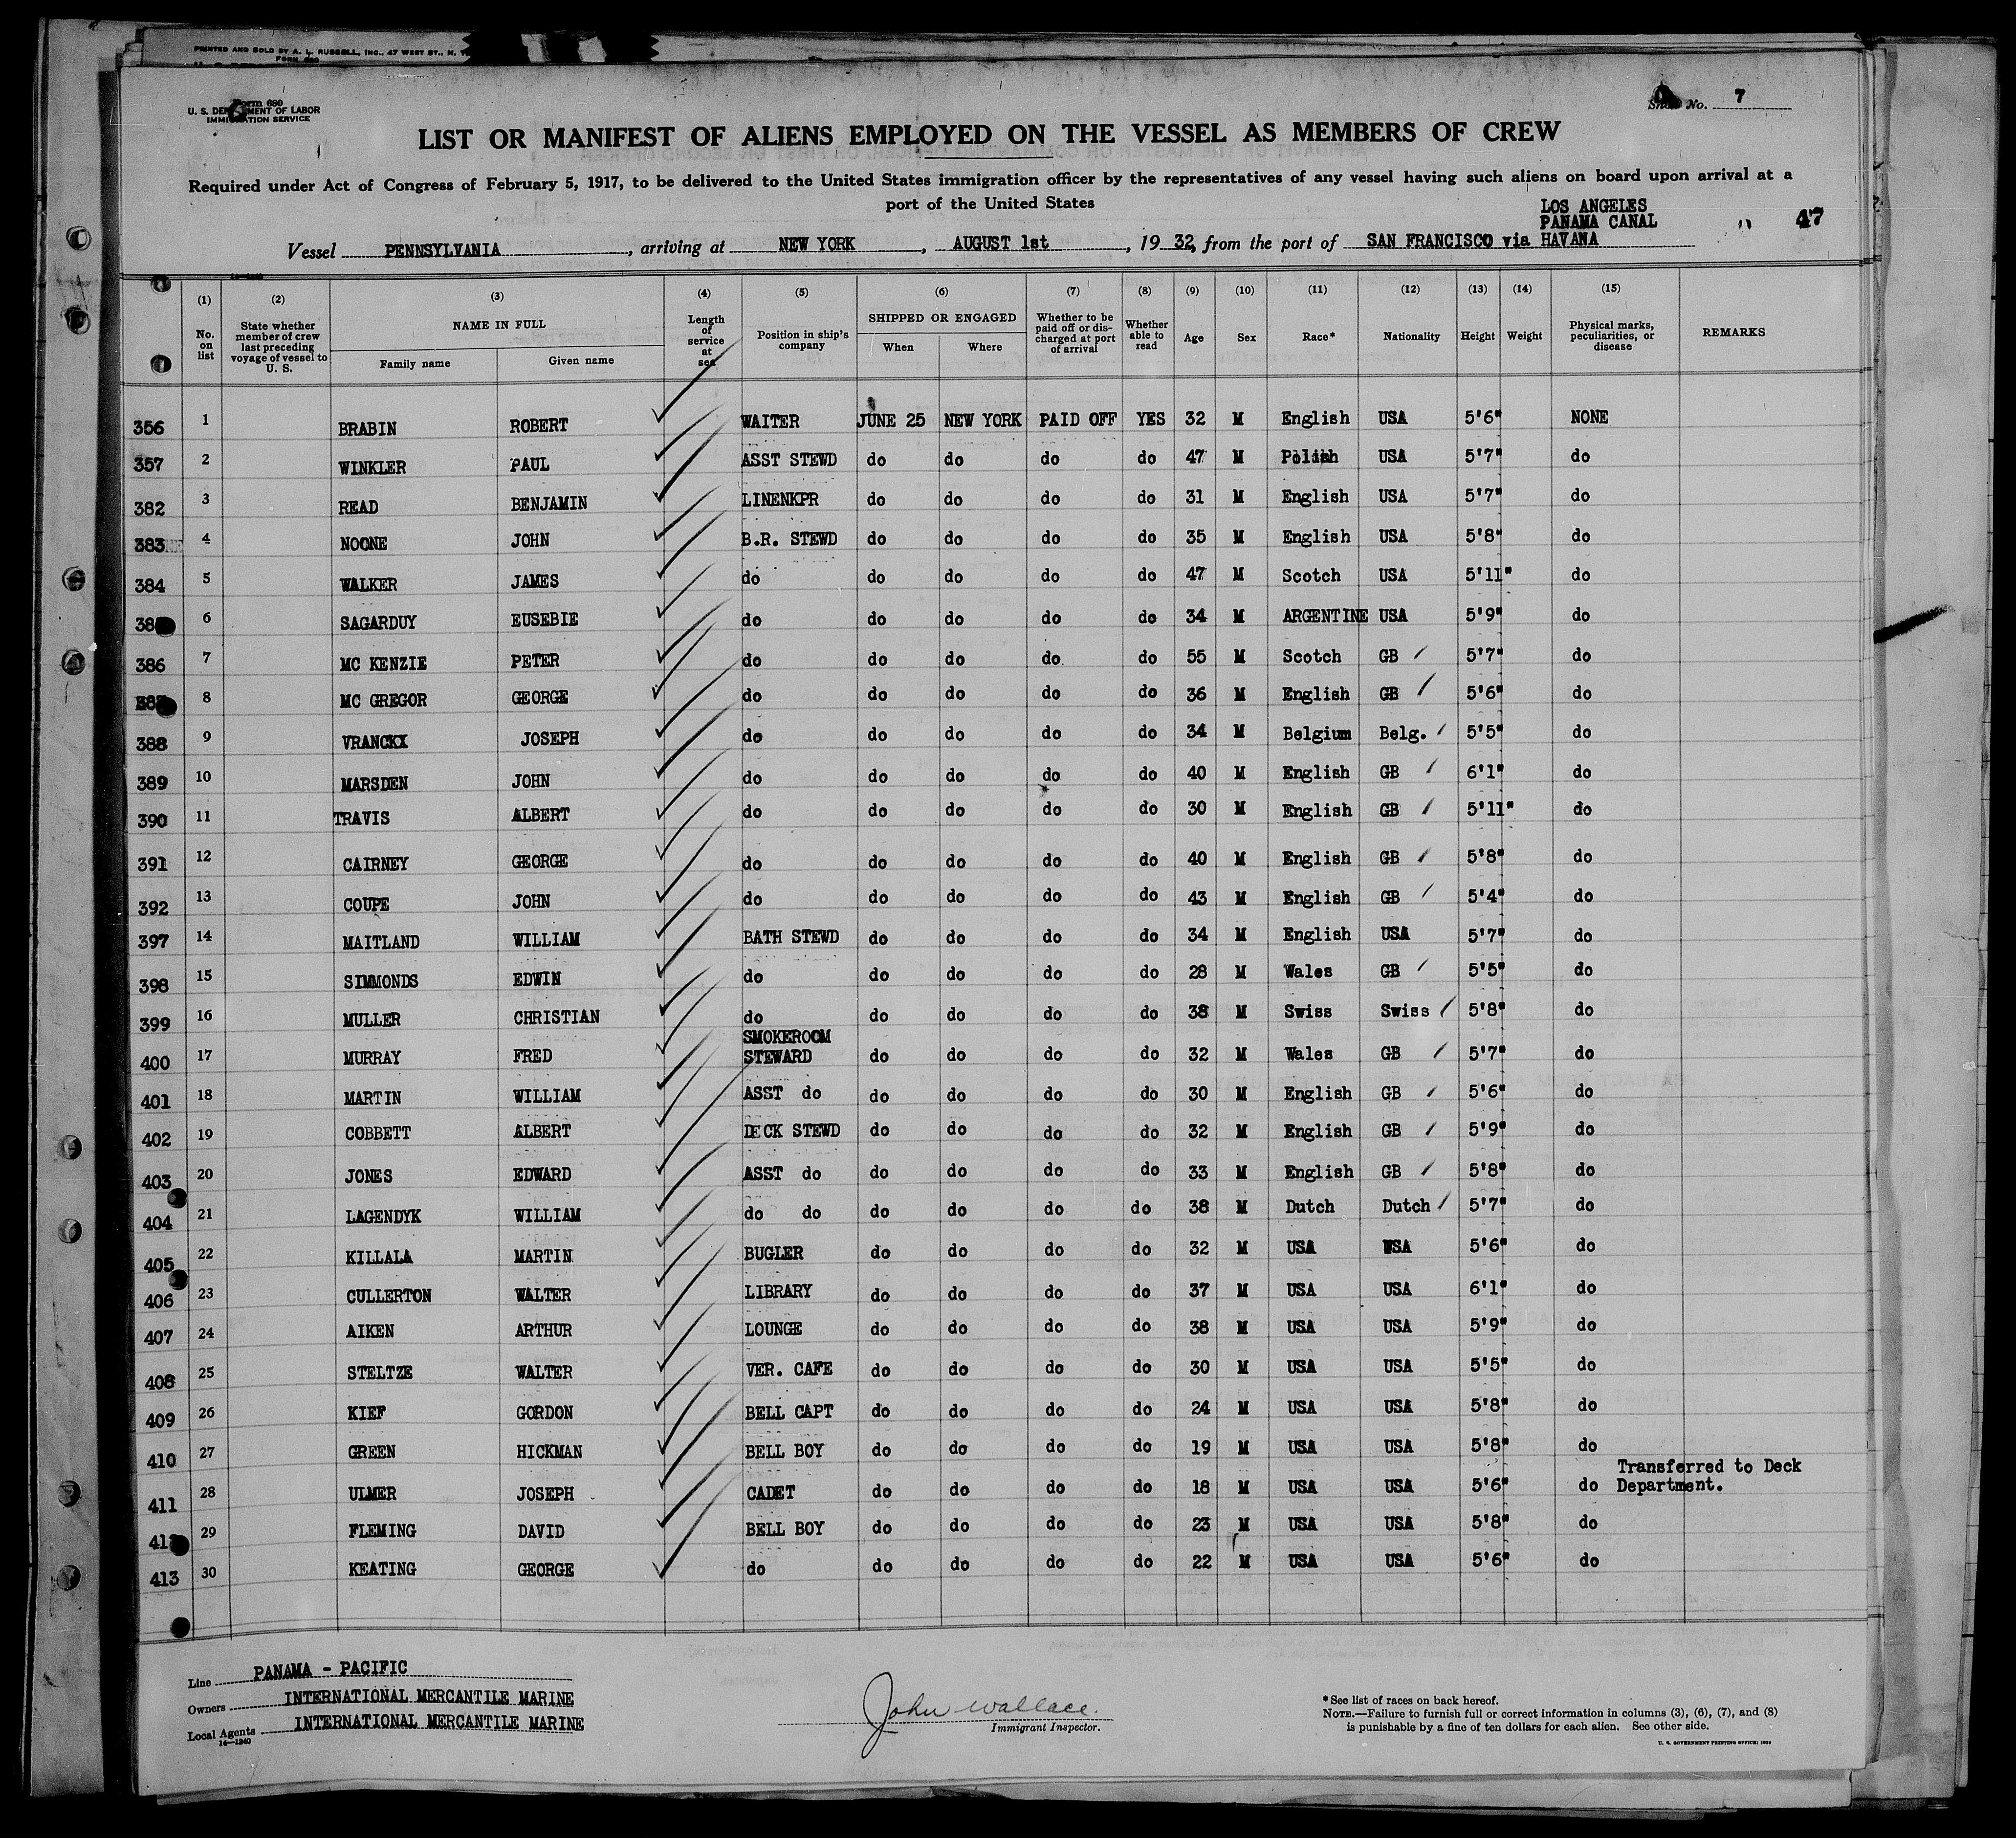 PRINTED AND SOLD BY A. L. RUSSELL, INC., 47 WEST ST., N.
FORM 680
Form 680
U. S. DEPARTMENT OF LABOR
IMMIGRATION SERVICE
No. 7
LIST OR MANIFEST OF ALIENS EMPLOYED ON THE VESSEL AS MEMBERS OF CREW
Required under Act of Congress of February 5, 1917, to be delivered to the United States immigration officer by the representatives of any vessel having such aliens on board upon arrival at a
port of the United States
LOS ANGELES
PANAMA CANAL
47
Vessel PENNSYLVANIA, arriving at NEW YORK, AUGUST 1st, 19 32, from the port of SAN FRANCISCO via HAVANA
(1) No. on list (2) State whether member of crew last preceding voyage of vessel to U. S. (3) NAME IN FULL Family name Given name (4) Length of service at sea (5) Position in ship's company (6) SHIPPED OR ENGAGED When Where (7) Whether to be paid off or discharged at port of arrival (8) Whether able to read (9) Age (10) Sex (11) Race* (12) Nationality (13) Height (14) Weight (15) Physical marks, peculiarities, or disease REMARKS
356 1 BRABIN ROBERT WAITER JUNE 25 NEW YORK PAID OFF YES 32 M English USA 5'6" NONE
357 2 WINKLER PAUL ASST STEWD do do do do 47 M Polish USA 5'7" do
382 3 READ BENJAMIN LINENKPR do do do do 31 M English USA 5'7" do
383 4 NOONE JOHN B.R. STEWD do do do do 35 M English USA 5'8" do
384 5 WALKER JAMES do do do do do 47 M Scotch USA 5'11" do
38 6 SAGARDUY EUSEBIE do do do do do 34 M ARGENTINE USA 5'9" do
386 7 MC KENZIE PETER do do do do do 55 M Scotch GB 5'7" do
387 8 MC GREGOR GEORGE do do do do do 36 M English GB 5'6" do
388 9 VRANCKX JOSEPH do do do do do 34 M Belgium Belg. 5'5" do
389 10 MARSDEN JOHN do do do do do 40 M English GB 6'1" do
390 11 TRAVIS ALBERT do do do do do 30 M English GB 5'11" do
391 12 CAIRNEY GEORGE do do do do do 40 M English GB 5'8" do
392 13 COUPE JOHN do do do do do 43 M English GB 5'4" do
397 14 MAITLAND WILLIAM BATH STEWD do do do do 34 M English USA 5'7" do
398 15 SIMMONDS EDWIN do do do do do 28 M Wales GB 5'5" do
399 16 MULLER CHRISTIAN do do do do do 38 M Swiss Swiss 5'8" do
400 17 MURRAY FRED SMOKEROOM STEWARD do do do do 32 M Wales GB 5'7" do
401 18 MARTIN WILLIAM ASST do do do do do 30 M English GB 5'6" do
402 19 COBBETT ALBERT DECK STEWD do do do do 32 M English GB 5'9" do
403 20 JONES EDWARD ASST do do do do do 33 M English GB 5'8" do
404 21 LAGENDYK WILLIAM do do do do do do 38 M Dutch Dutch 5'7" do
405 22 KILLALA MARTIN BUGLER do do do do 32 M USA USA 5'6" do
406 23 CULLERTON WALTER LIBRARY do do do do 37 M USA USA 6'1" do
407 24 AIKEN ARTHUR LOUNGE do do do do 38 M USA USA 5'9" do
408 25 STELTZE WALTER VER. CAFE do do do do 30 M USA USA 5'5" do
409 26 KIEF GORDON BELL CAPT do do do do 24 M USA USA 5'8" do
410 27 GREEN HICKMAN BELL BOY do do do do 19 M USA USA 5'8" do
411 28 ULMER JOSEPH CADET do do do do 18 M USA USA 5'6" do Transferred to Deck Department.
41 29 FLEMING DAVID BELL BOY do do do do 23 M USA USA 5'8" do
413 30 KEATING GEORGE do do do do do 22 M USA USA 5'6" do
Line PANAMA - PACIFIC
Owners INTERNATIONAL MERCANTILE MARINE
Local Agents INTERNATIONAL MERCANTILE MARINE
14—1240
John Wallace.
Immigrant Inspector.
*See list of races on back hereof.
NOTE.—Failure to furnish full or correct information in columns (3), (6), (7), and (8)
is punishable by a fine of ten dollars for each alien. See other side.
U. S. GOVERNMENT PRINTING OFFICE: